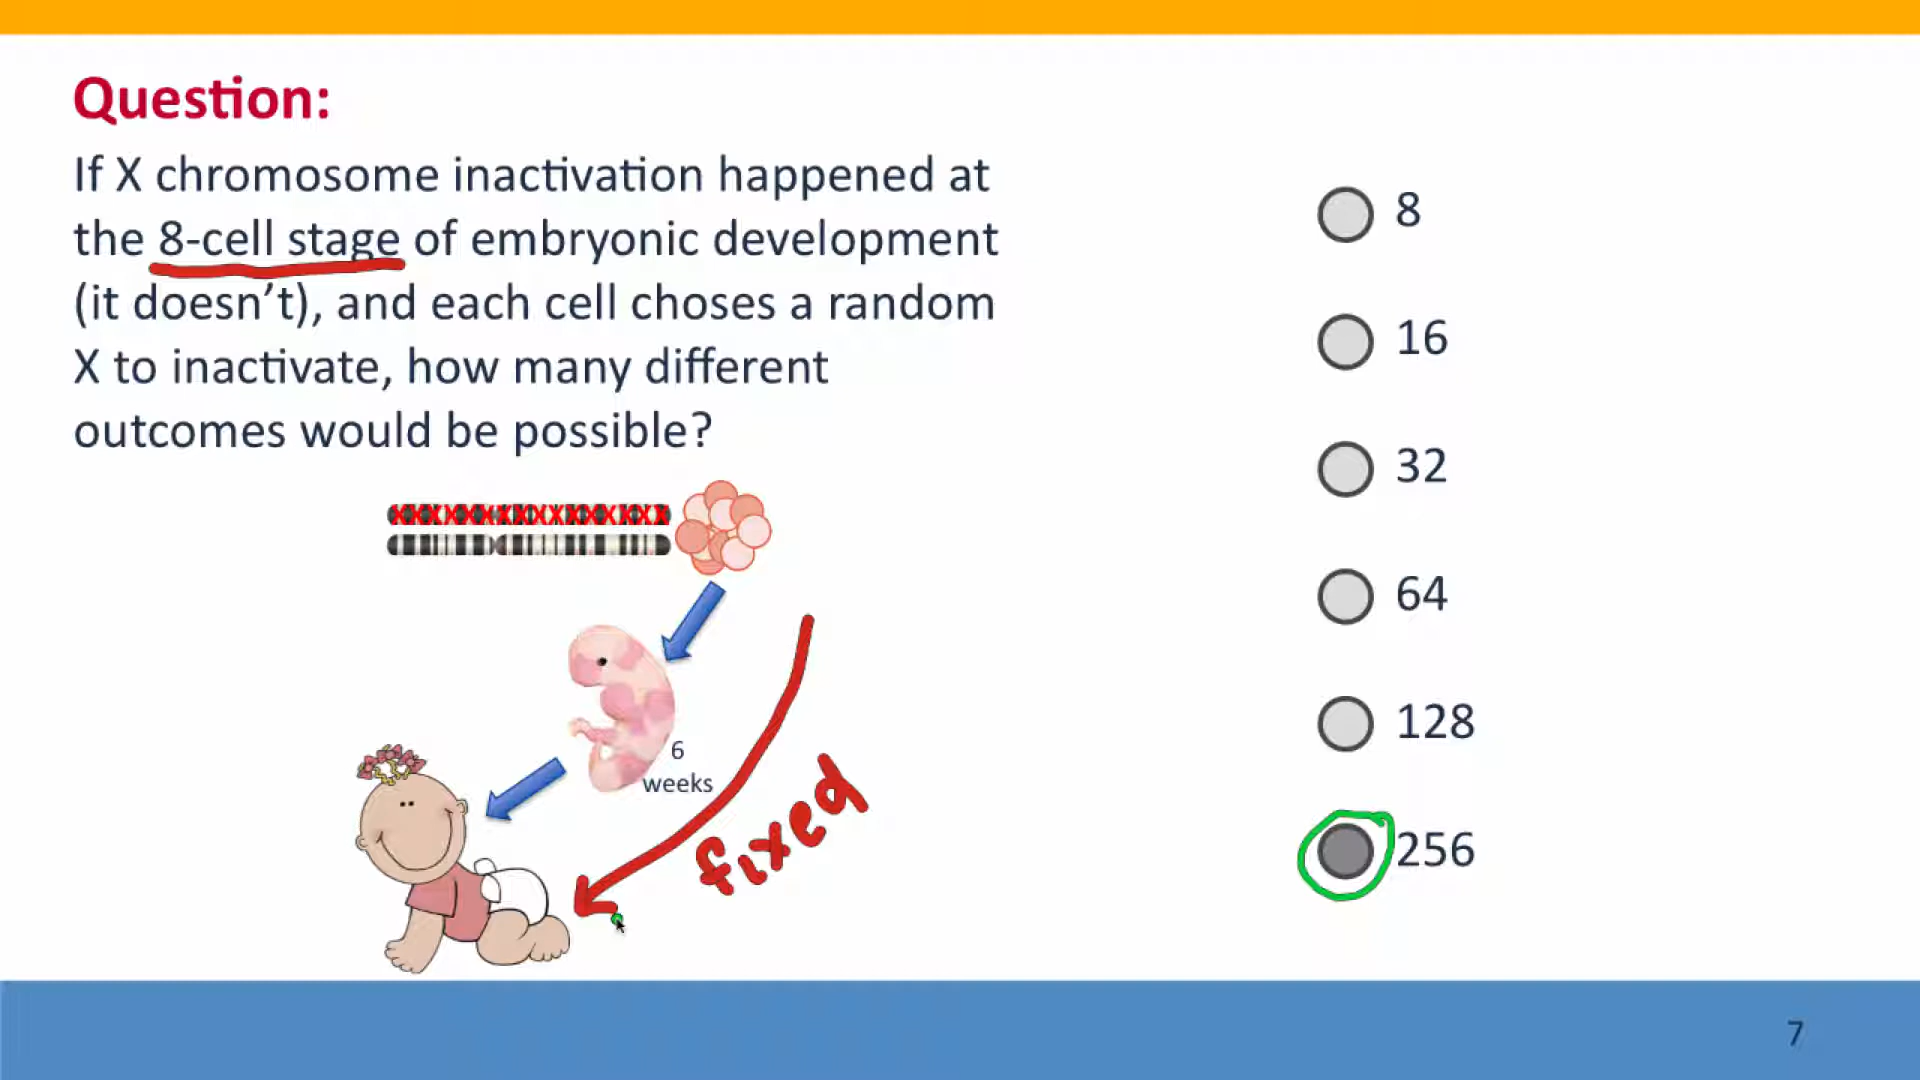 Question:
If X chromosome inactivation happened at
the 8-cell stage of embryonic development
(it doesn't), and each cell choses a random
X to inactivate, how many different
outcomes would be possible?
XXXXXXXXXXXXXXXX
6
weeks
fixed
8
16
32
64
128
256
7